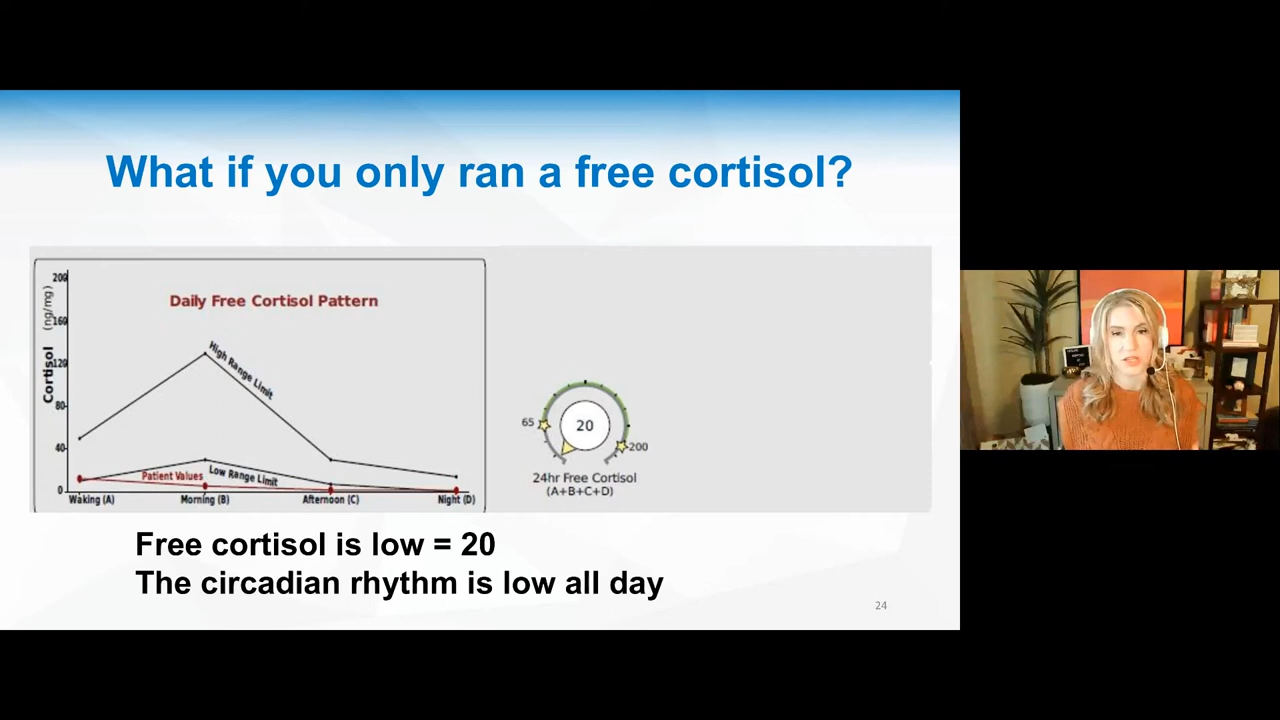 What if you only ran a free cortisol?
Daily Free Cortisol Pattern
Cortisol (ng/mg)
200
160
120
80
40
0
High Range Limit
Patient Values
Low Range Limit
Waking (A)
Morning (B)
Afternoon (C)
Night (D)
65
20
200
24hr Free Cortisol
(A+B+C+D)
Free cortisol is low = 20
The circadian rhythm is low all day
24